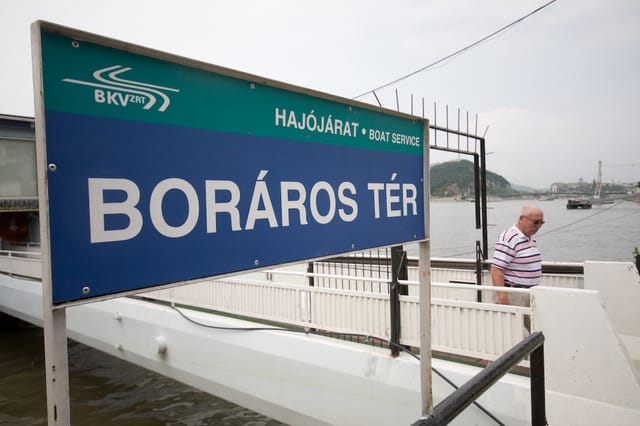 BKV ZRT
HAJÓJÁRAT • BOAT SERVICE
BORÁROS TÉR